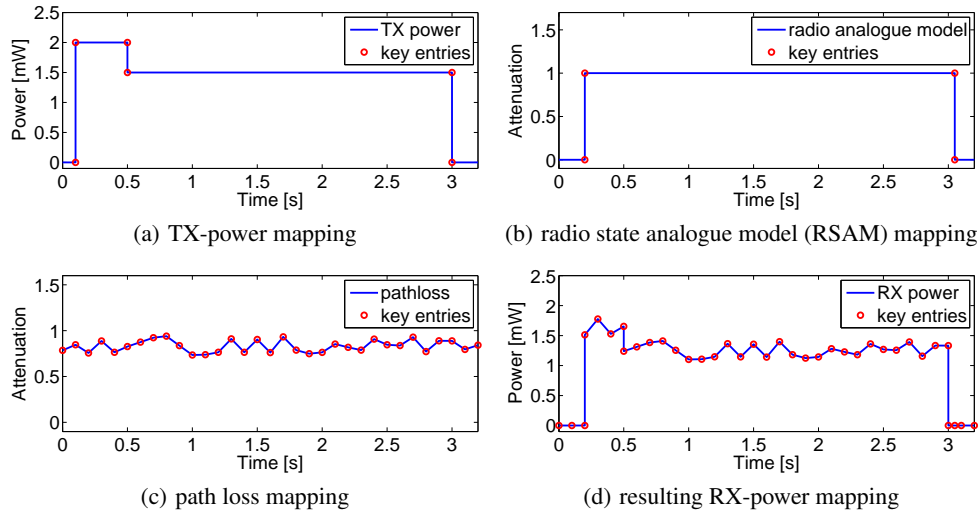 TX power
key entries
2.5
2
1.5
1
0.5
0
Power [mW]
0 0.5 1 1.5 2 2.5 3
Time [s]
(a) TX-power mapping
radio analogue model
key entries
1.5
1
0.5
0
Attenuation
0 0.5 1 1.5 2 2.5 3
Time [s]
(b) radio state analogue model (RSAM) mapping
pathloss
key entries
1.5
1
0.5
0
Attenuation
0 0.5 1 1.5 2 2.5 3
Time [s]
(c) path loss mapping
RX power
key entries
2.5
2
1.5
1
0.5
0
Power [mW]
0 0.5 1 1.5 2 2.5 3
Time [s]
(d) resulting RX-power mapping